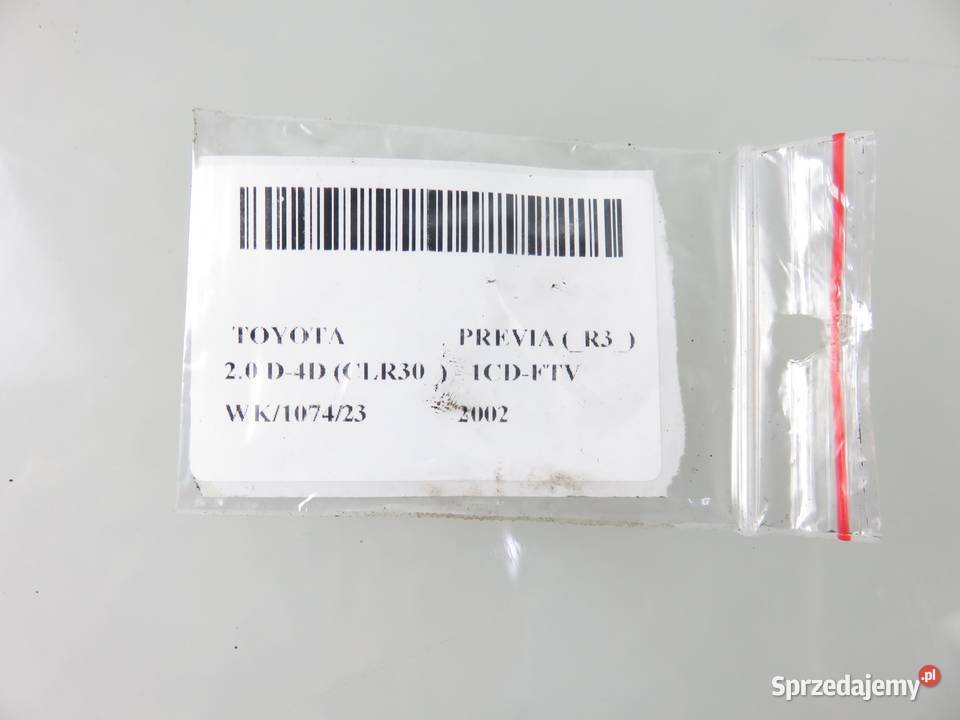 TOYOTA PREVIA (_R3_)
2.0 D-4D (CLR30_) 1CD-FTV
WK/1074/23 2002
Sprzedajemy.pl